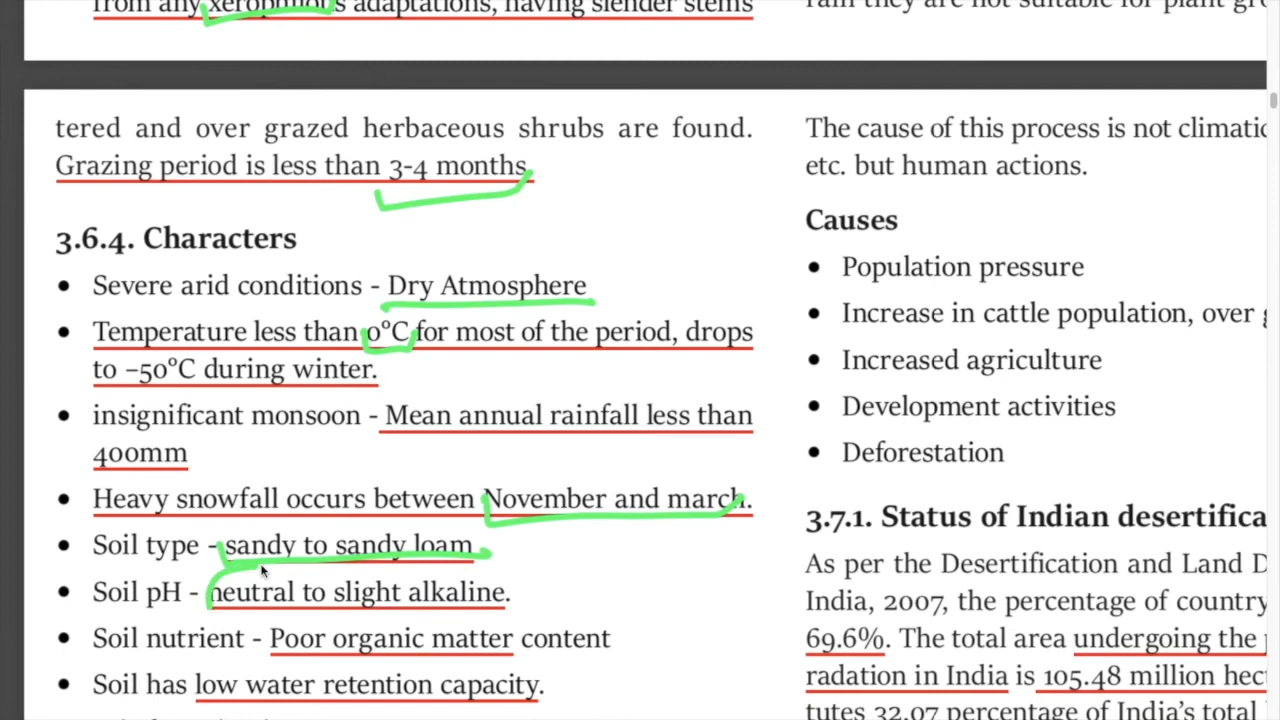 from any xerophilous adaptations, having slender stems
tered and over grazed herbaceous shrubs are found.
Grazing period is less than 3-4 months.
3.6.4. Characters
• Severe arid conditions - Dry Atmosphere
• Temperature less than 0°C for most of the period, drops
to –50°C during winter.
• insignificant monsoon - Mean annual rainfall less than
400mm
• Heavy snowfall occurs between November and march.
• Soil type - sandy to sandy loam
• Soil pH - neutral to slight alkaline.
• Soil nutrient - Poor organic matter content
• Soil has low water retention capacity.
rain they are not suitable for plant
The cause of this process is not
etc. but human actions.
Causes
• Population pressure
• Increase in cattle population, over
• Increased agriculture
• Development activities
• Deforestation
3.7.1. Status of Indian
As per the Desertification and Land
India, 2007, the percentage of country
69.6%. The total area undergoing the
radation in India is 105.48 million
tutes 32.07 percentage of India's total